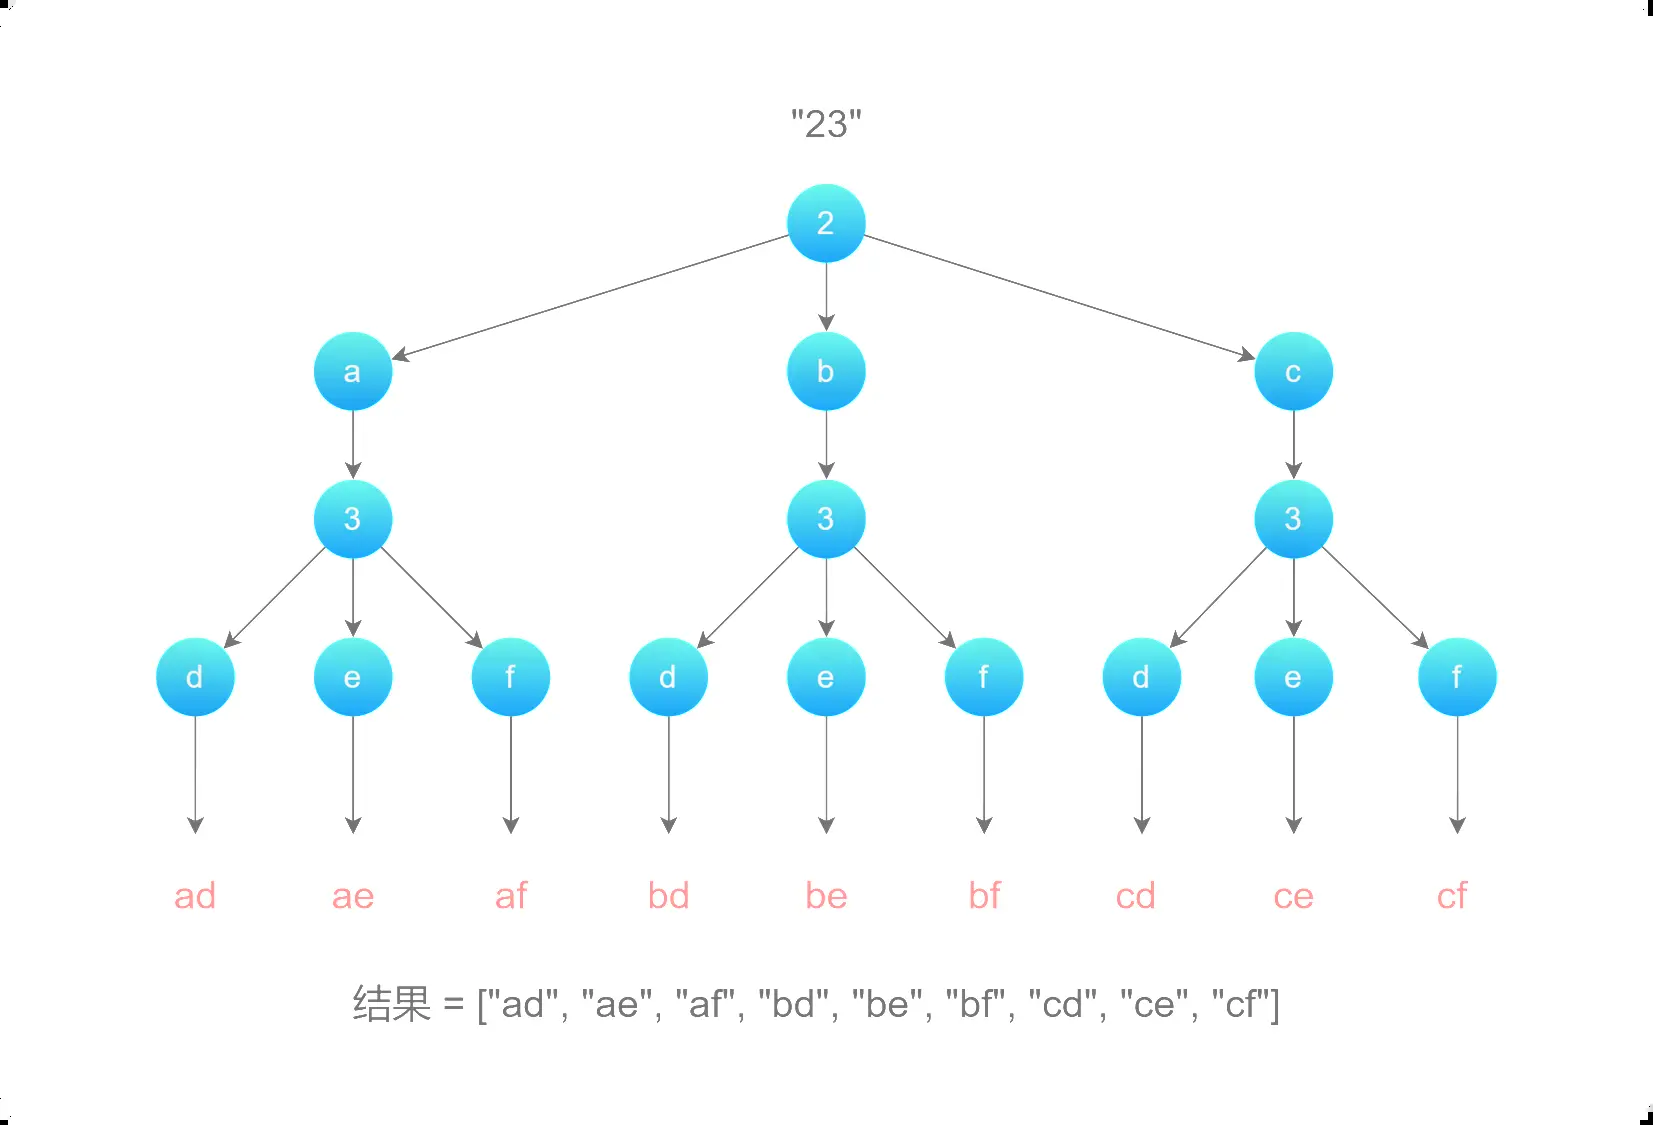 "23"
2
a b c
3 3 3
d e f d e f d e f
ad ae af bd be bf cd ce cf
结果 = ["ad", "ae", "af", "bd", "be", "bf", "cd", "ce", "cf"]